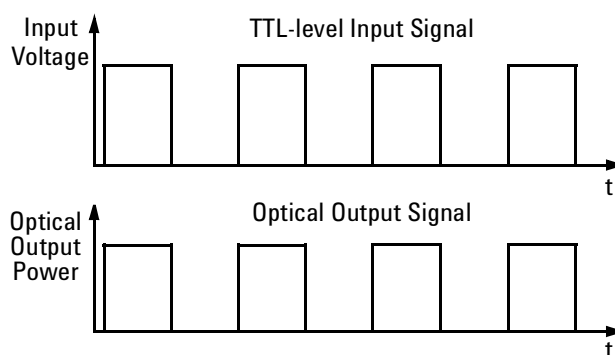 Input
Voltage
TTL-level Input Signal
t
Optical
Output
Power
Optical Output Signal
t